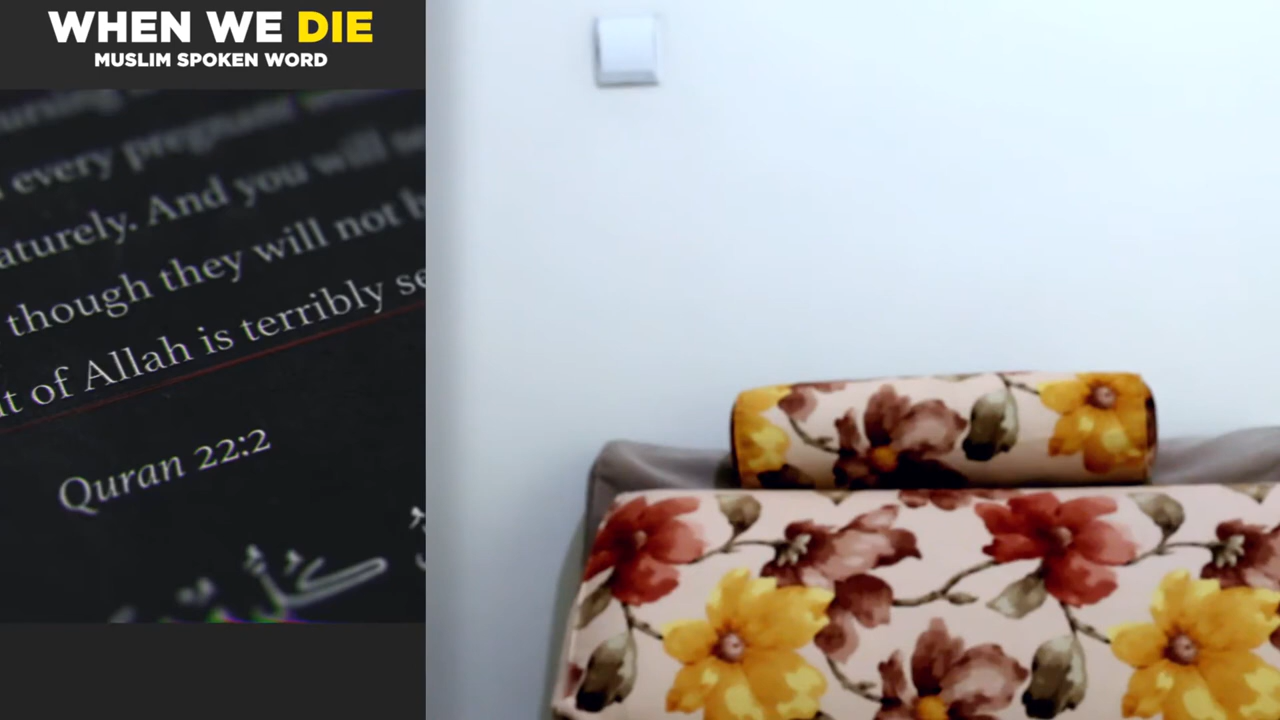 WHEN WE DIE
MUSLIM SPOKEN WORD
every pregnant
aturely. And you will
though they will not
t of Allah is terribly se
Quran 22:2
كُلُّ